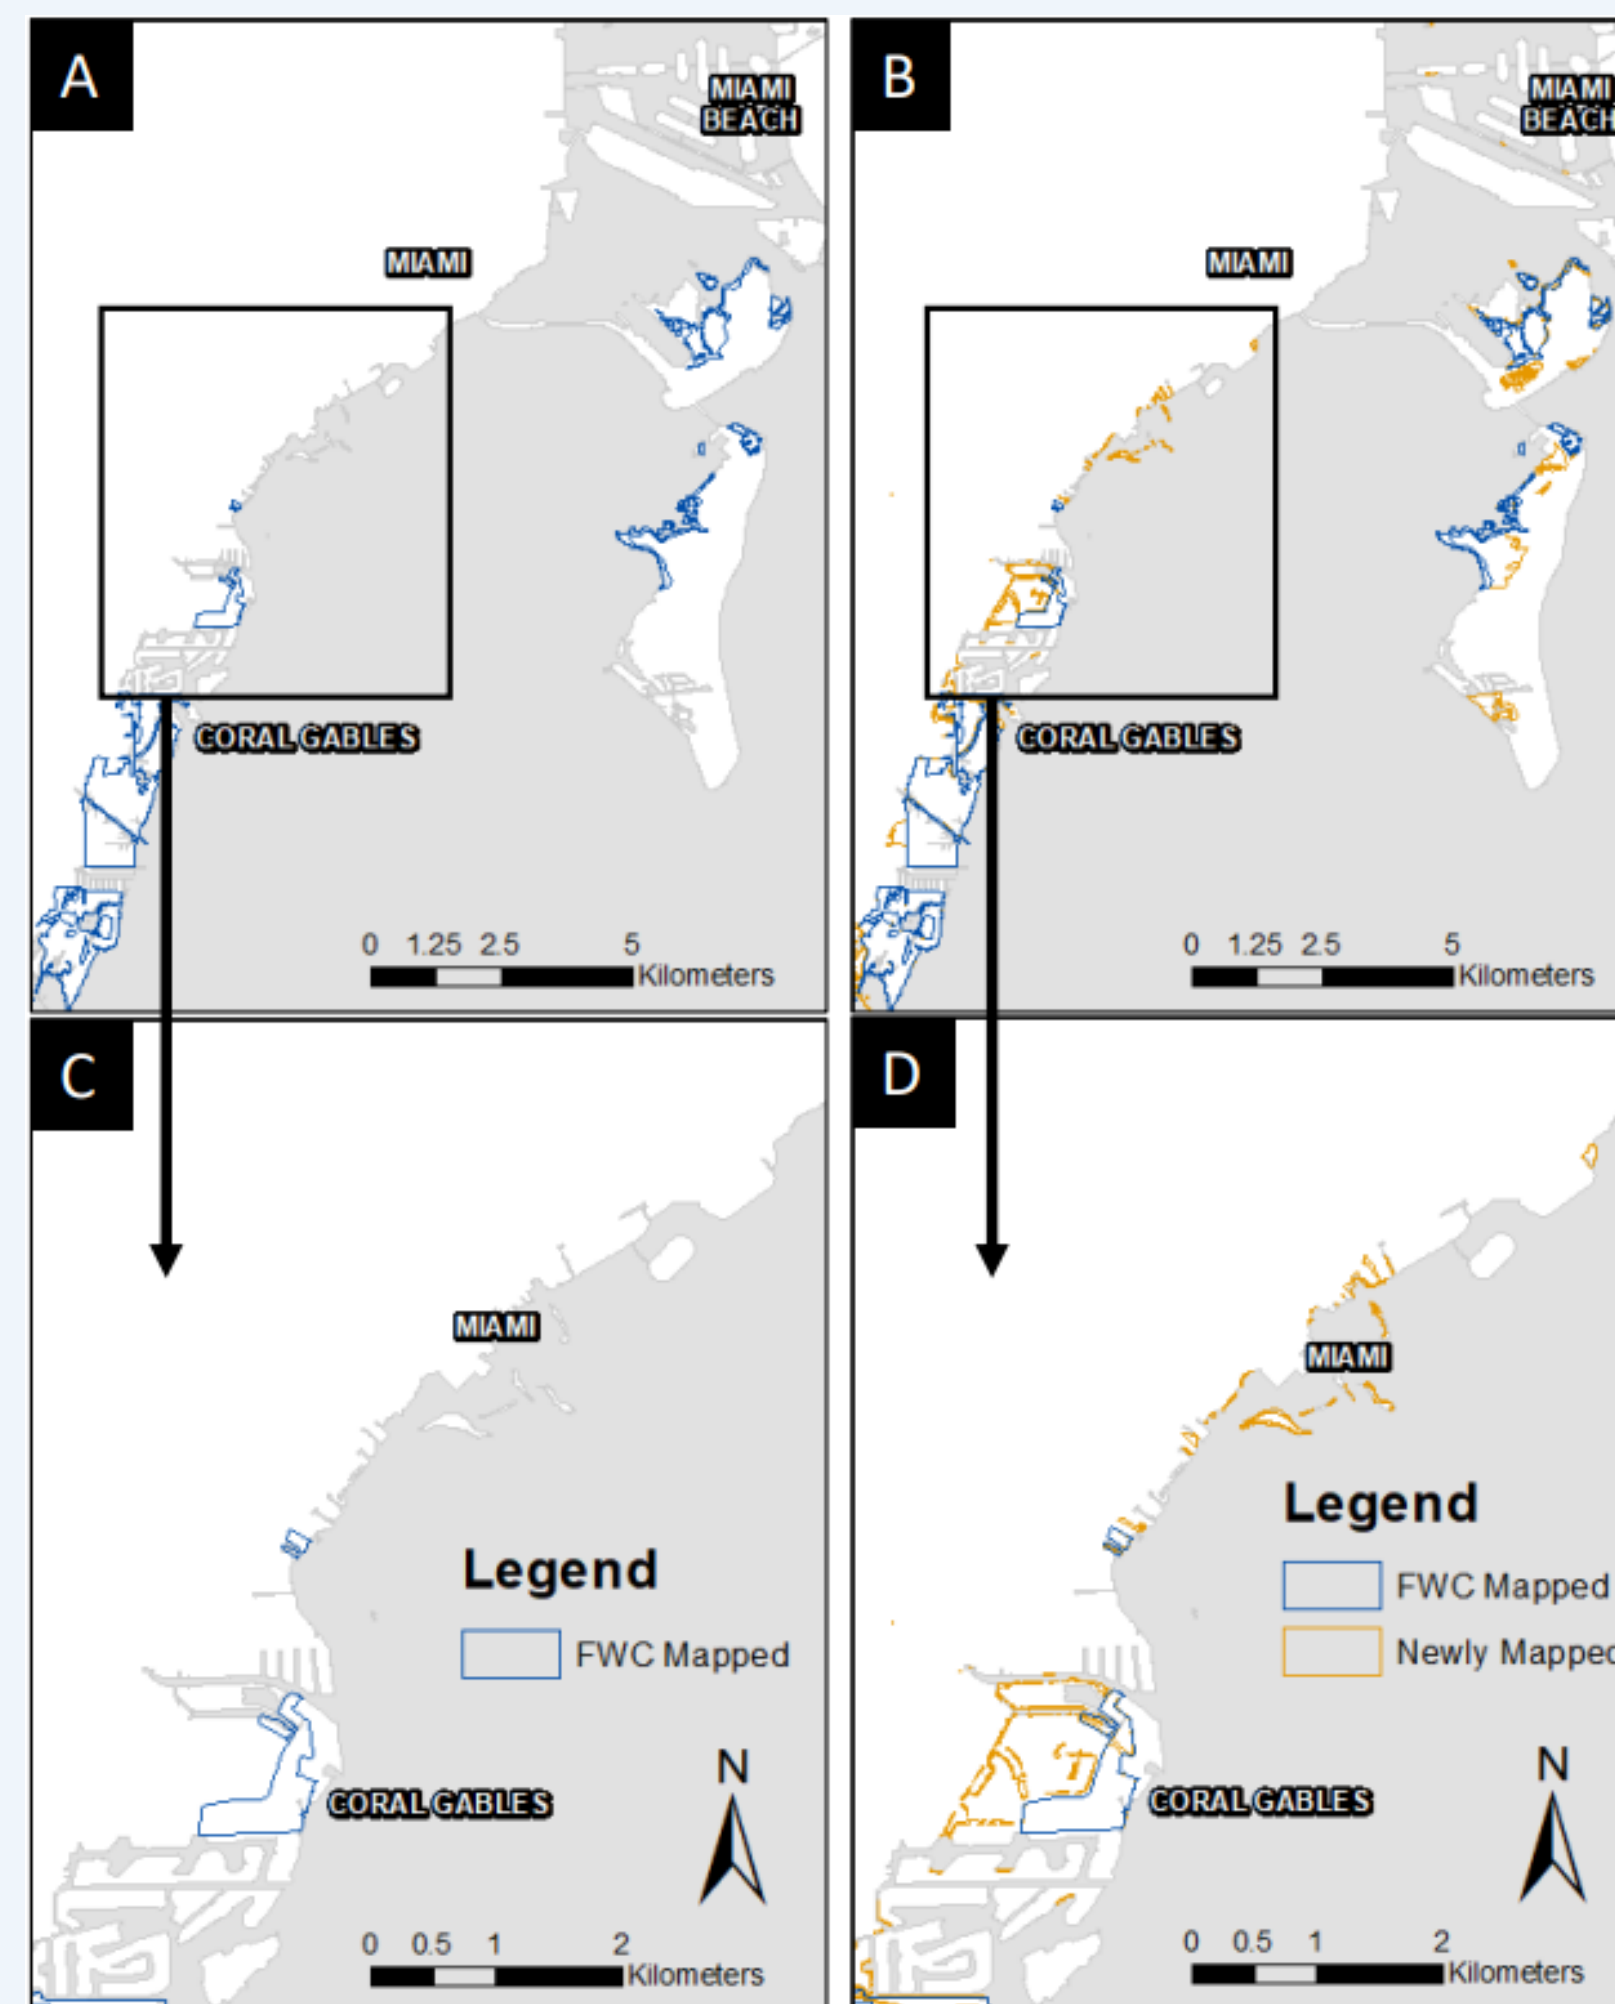 A
MIAMI
BEACH
MIAMI
CORAL GABLES
0 1.25 2.5 5
Kilometers
B
MIAMI
BEACH
MIAMI
CORAL GABLES
0 1.25 2.5 5
Kilometers
C
MIAMI
Legend
FWC Mapped
N
CORAL GABLES
0 0.5 1 2
Kilometers
D
MIAMI
Legend
FWC Mapped
Newly Mapped
N
CORAL GABLES
0 0.5 1 2
Kilometers